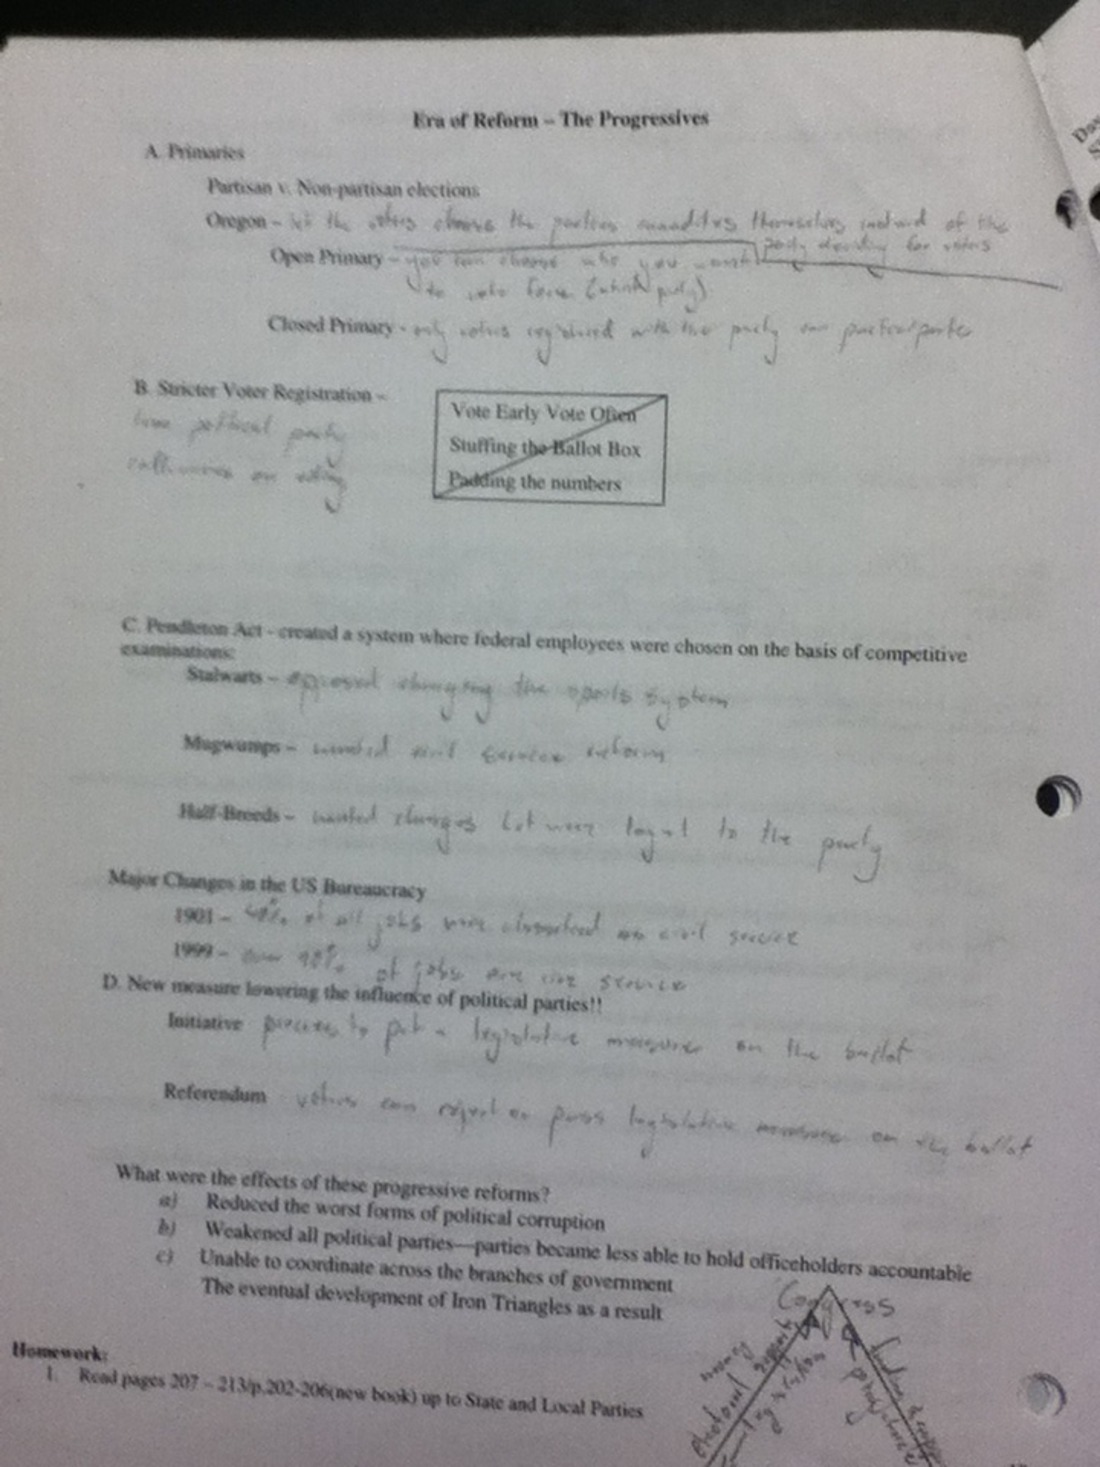 Era of Reform – The Progressives
A. Primaries
Partisan v. Non-partisan elections
Oregon – let the voters choose the parties themselves instead of the
party deciding for voters
Open Primary – you can choose who you want
to vote (which party)
Closed Primary - only voters registered with the party can
B. Stricter Voter Registration –
political party
on voting
Vote Early Vote Often
Stuffing the Ballot Box
Padding the numbers
C. Pendleton Act - created a system where federal employees were chosen on the basis of competitive
examinations:
Stalwarts – opposed changing the spoils system
Mugwumps – wanted civil service reform
Half-Breeds – wanted changes but were loyal to the party
Major Changes in the US Bureaucracy
1901 – of all jobs were classified as civil service
1999 – over 90% of jobs are service
D. New measure lowering the influence of political parties!!
Initiative process to put a legislative measure on the ballot
Referendum voters can reject or pass legislative measures on the ballot
What were the effects of these progressive reforms?
a) Reduced the worst forms of political corruption
b) Weakened all political parties—parties became less able to hold officeholders accountable
c) Unable to coordinate across the branches of government
The eventual development of Iron Triangles as a result
Congress
money
electoral support
legislation
Homework:
1. Read pages 207 – 213/p.202-206(new book) up to State and Local Parties